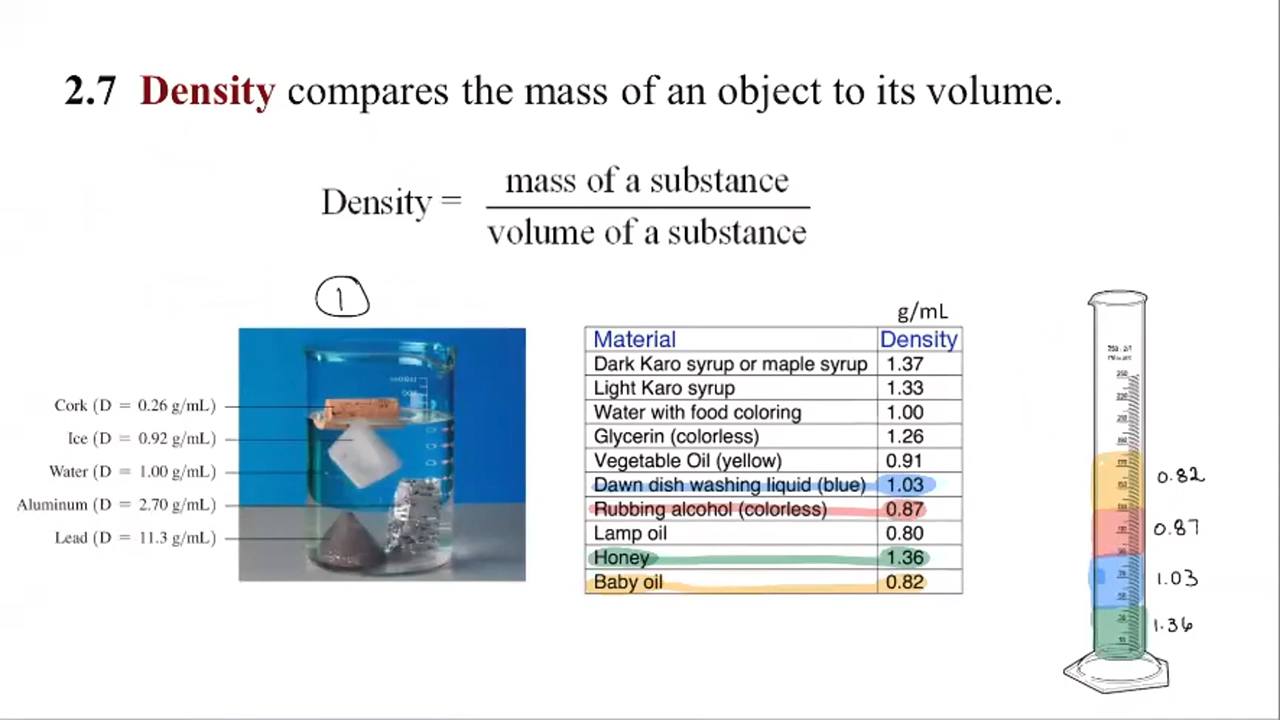 2.7 Density compares the mass of an object to its volume.
Density = mass of a substance
volume of a substance
1
Cork (D = 0.26 g/mL)
Ice (D = 0.92 g/mL)
Water (D = 1.00 g/mL)
Aluminum (D = 2.70 g/mL)
Lead (D = 11.3 g/mL)
g/mL
Material Density
Dark Karo syrup or maple syrup 1.37
Light Karo syrup 1.33
Water with food coloring 1.00
Glycerin (colorless) 1.26
Vegetable Oil (yellow) 0.91
Dawn dish washing liquid (blue) 1.03
Rubbing alcohol (colorless) 0.87
Lamp oil 0.80
Honey 1.36
Baby oil 0.82
250
0.82
0.87
1.03
1.36